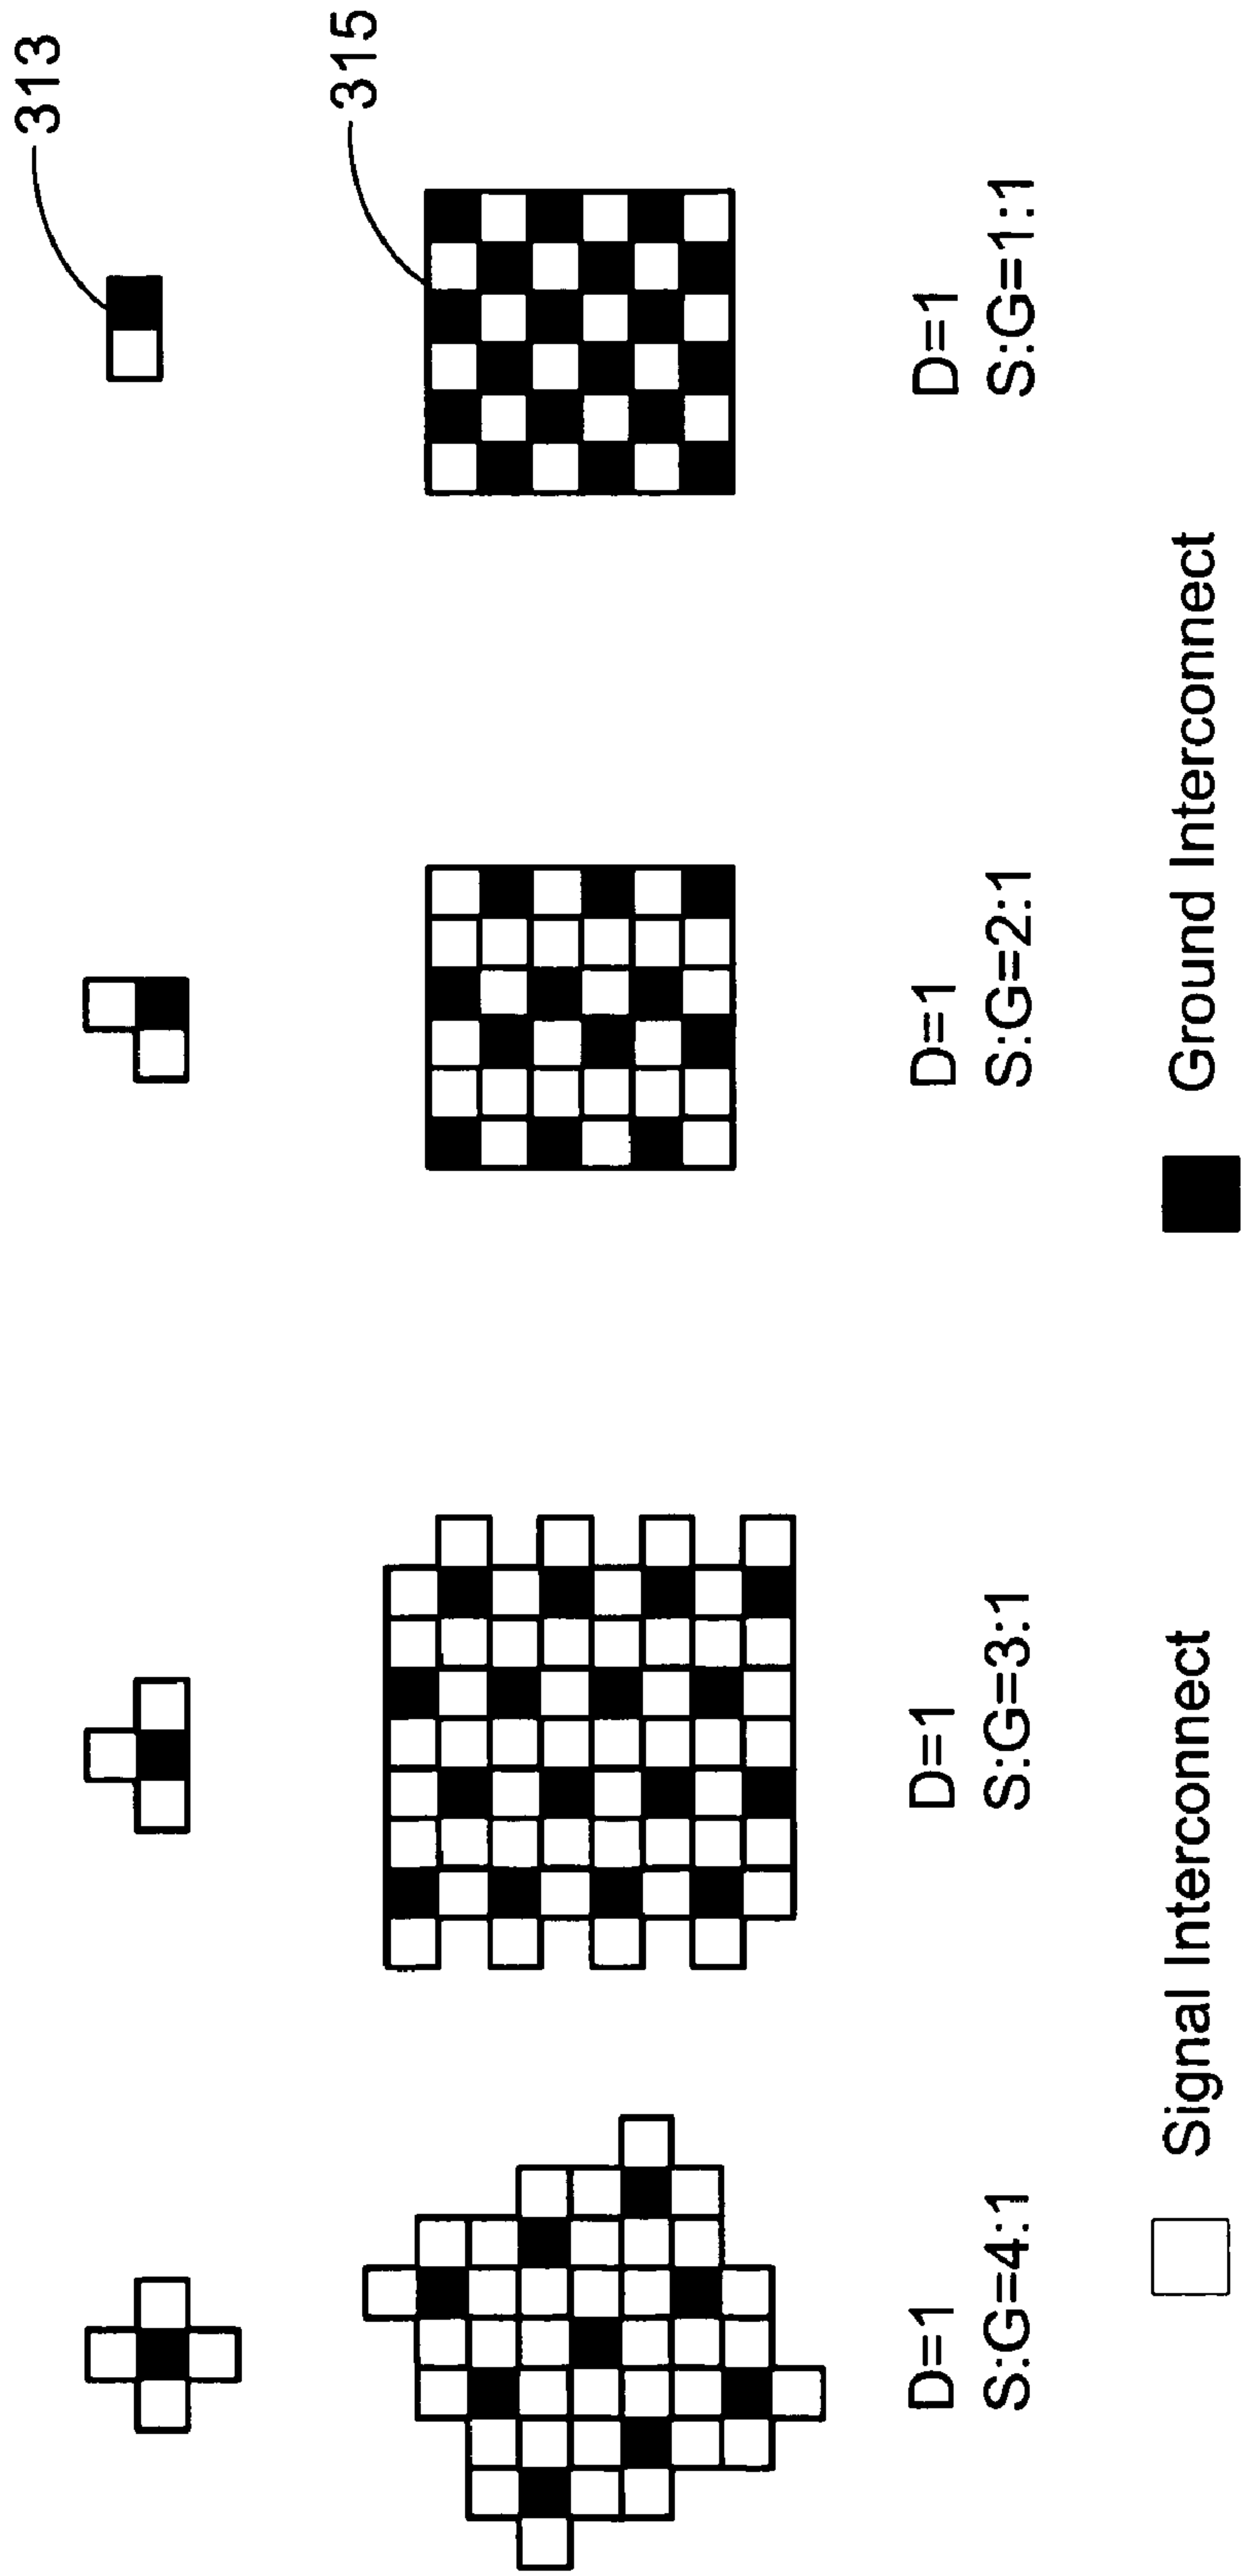 313
315
D=1
S:G=4:1
D=1
S:G=3:1
D=1
S:G=2:1
D=1
S:G=1:1
Signal Interconnect
Ground Interconnect